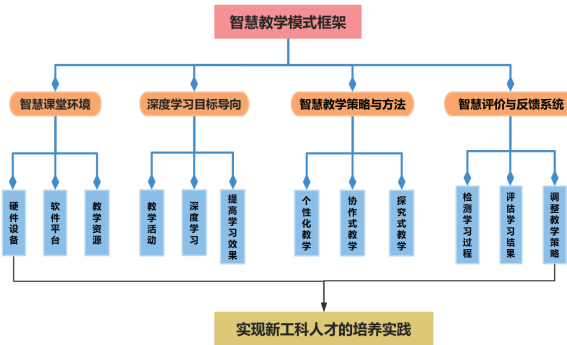 智慧教学模式框架
智慧课堂环境
深度学习目标导向
智慧教学策略与方法
智慧评价与反馈系统
硬件设备
软件平台
教学资源
教学活动
深度学习
提高学习效果
个性化教学
协作式教学
探究式教学
检测学习过程
评估学习结果
调整教学策略
实现新工科人才的培养实践